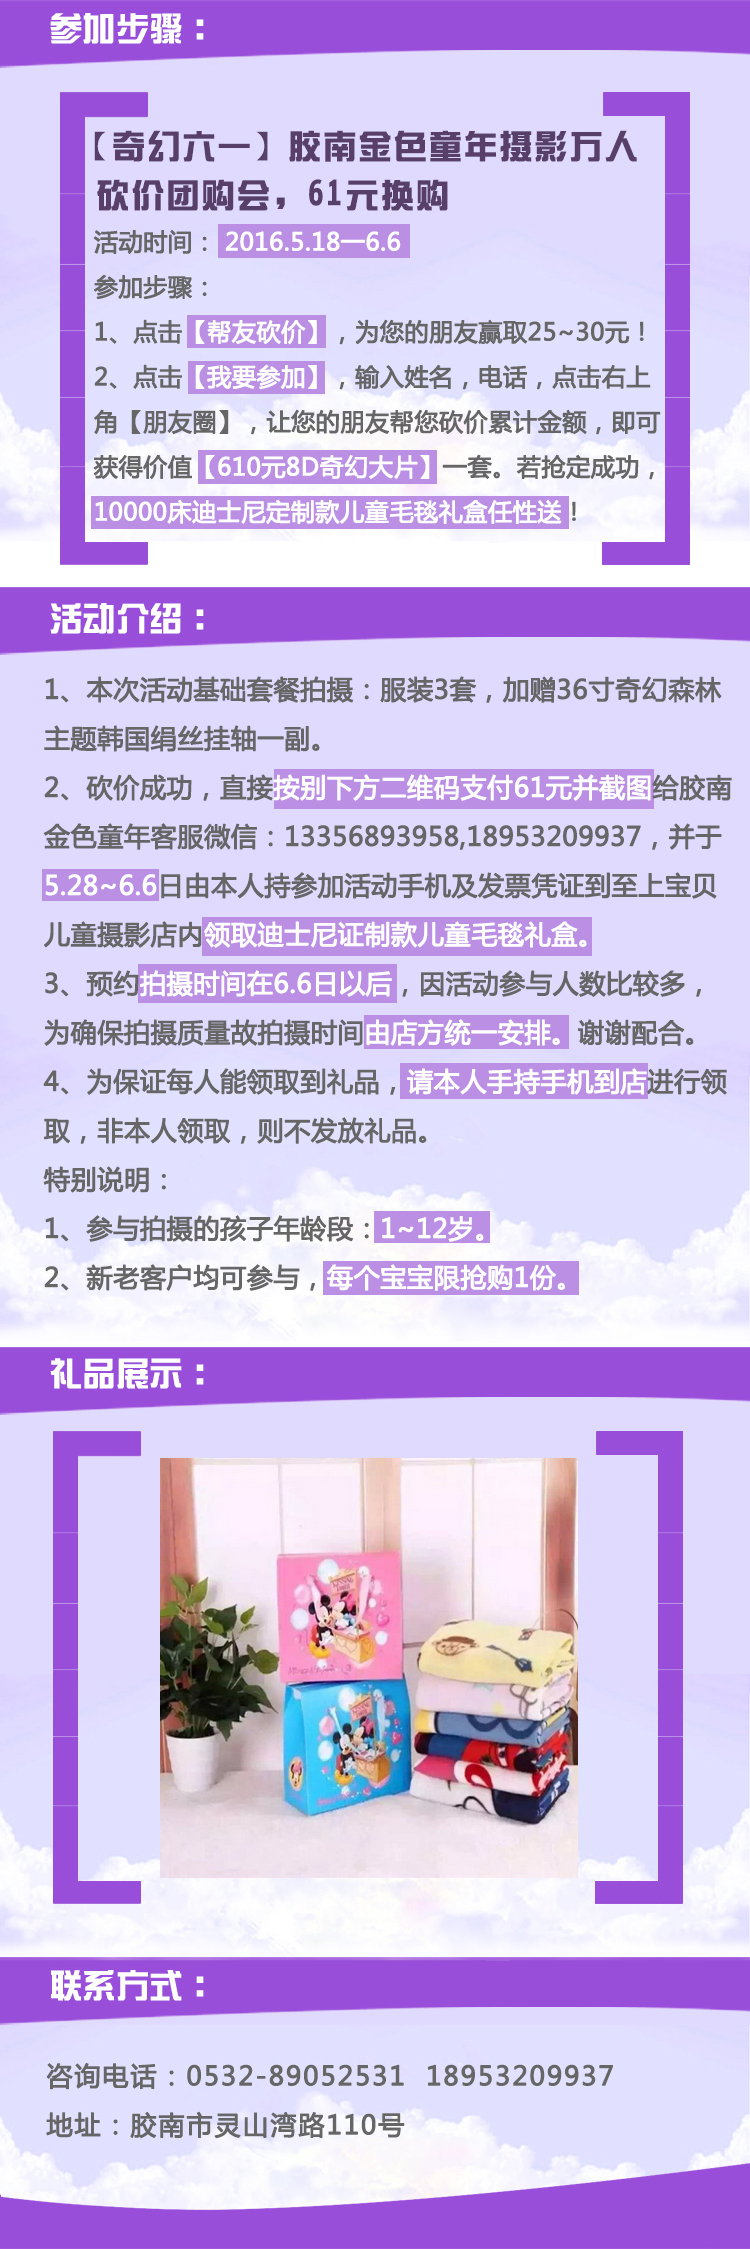 参加步骤：
【奇幻六一】胶南金色童年摄影万人
砍价团购会，61元换购
活动时间：2016.5.18—6.6
参加步骤：
1、点击【帮友砍价】，为您的朋友赢取25~30元！
2、点击【我要参加】，输入姓名，电话，点击右上
角【朋友圈】，让您的朋友帮您砍价累计金额，即可
获得价值【610元8D奇幻大片】一套。若抢定成功，
10000床迪士尼定制款儿童毛毯礼盒任性送！
活动介绍：
1、本次活动基础套餐拍摄：服装3套，加赠36寸奇幻森林
主题韩国绢丝挂轴一副。
2、砍价成功，直接按别下方二维码支付61元并截图给胶南
金色童年客服微信：13356893958,18953209937，并于
5.28~6.6日由本人持参加活动手机及发票凭证到至上宝贝
儿童摄影店内领取迪士尼证制款儿童毛毯礼盒。
3、预约拍摄时间在6.6日以后，因活动参与人数比较多，
为确保拍摄质量故拍摄时间由店方统一安排。谢谢配合。
4、为保证每人能领取到礼品，请本人手持手机到店进行领
取，非本人领取，则不发放礼品。
特别说明：
1、参与拍摄的孩子年龄段：1~12岁。
2、新老客户均可参与，每个宝宝限抢购1份。
礼品展示：
联系方式：
咨询电话：0532-89052531 18953209937
地址：胶南市灵山湾路110号